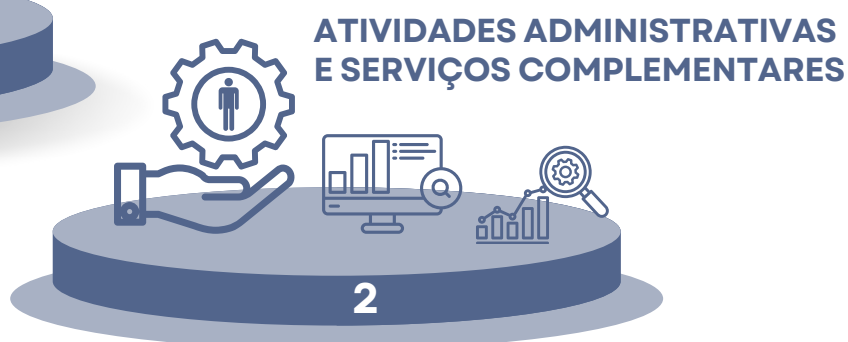 ATIVIDADES ADMINISTRATIVAS
E SERVIÇOS COMPLEMENTARES
2